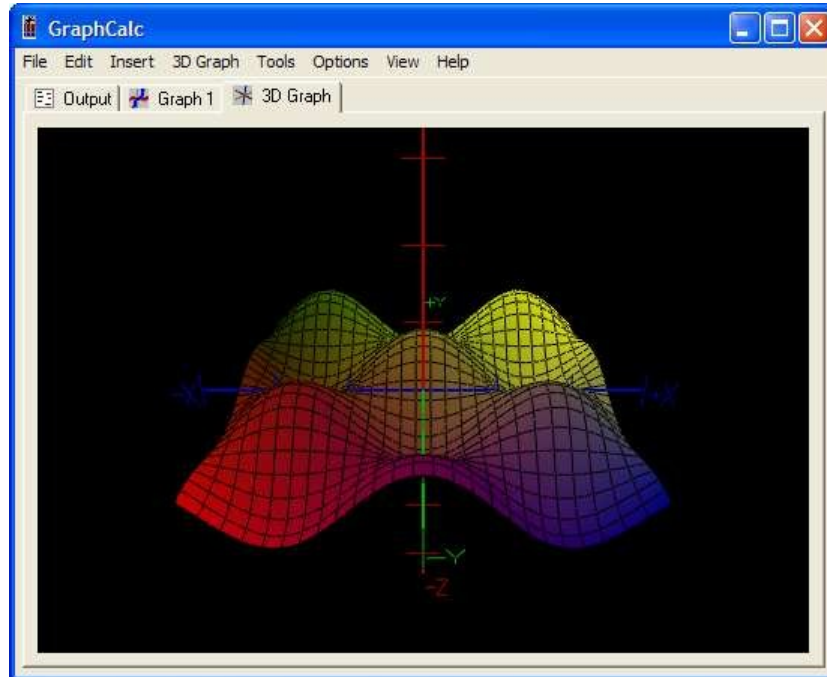 GraphCalc
File Edit Insert 3D Graph Tools Options View Help
Output Graph 1 3D Graph
+Y
-X +X
-Y
-Z